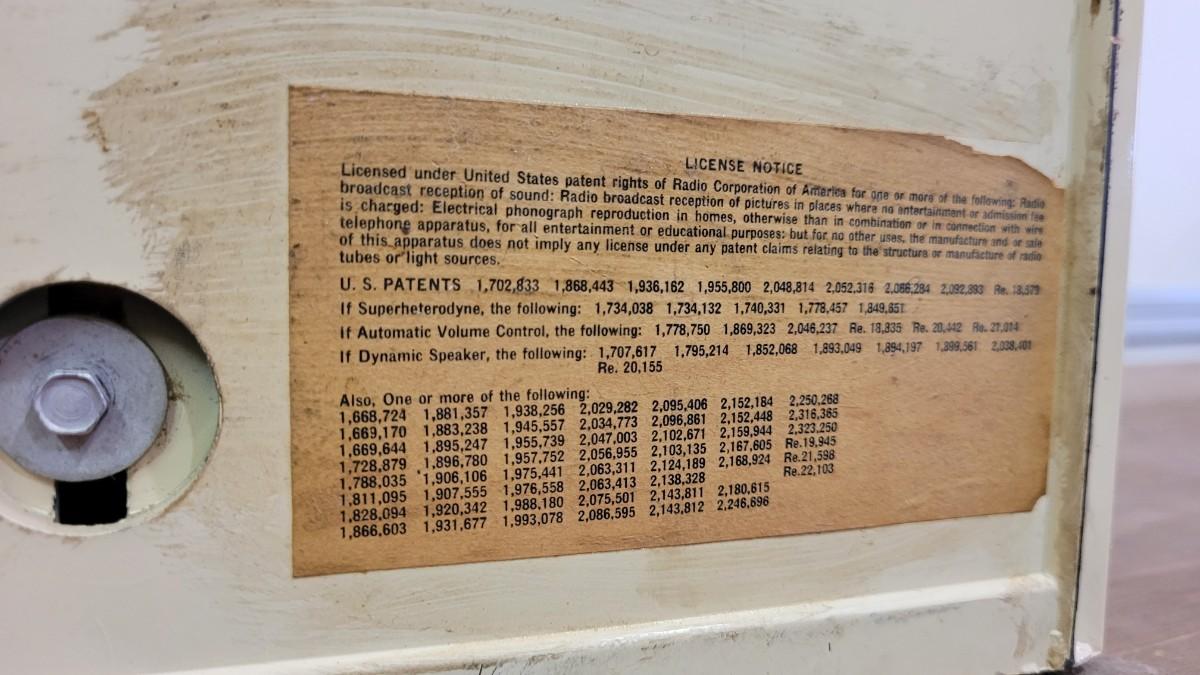 LICENSE NOTICE
Licensed under United States patent rights of Radio Corporation of America for one or more of the following: Radio
broadcast reception of sound: Radio broadcast reception of pictures in places where no entertainment or admission fee
is charged: Electrical phonograph reproduction in homes, otherwise than in combination or in connection with wire
telephone apparatus, for all entertainment or educational purposes: but for no other uses, the manufacture and or sale
of this apparatus does not imply any license under any patent claims relating to the structure or manufacture of radio
tubes or light sources.
U. S. PATENTS 1,702,833 1,868,443 1,936,162 1,955,800 2,048,814 2,052,316 2,066,284 2,092,893 Re. 18,579
If Superheterodyne, the following: 1,734,038 1,734,132 1,740,331 1,778,457 1,849,651
If Automatic Volume Control, the following: 1,778,750 1,869,323 2,046,237 Re. 18,835 Re. 20,442 Re. 21,014
If Dynamic Speaker, the following: 1,707,617 1,795,214 1,852,068 1,893,049 1,894,197 1,899,561 2,038,401
Re. 20,155
Also, One or more of the following:
1,668,724 1,881,357 1,938,256 2,029,282 2,095,406 2,152,184 2,250,268
1,669,170 1,883,238 1,945,557 2,034,773 2,096,861 2,152,448 2,316,365
1,669,644 1,895,247 1,955,739 2,047,003 2,102,671 2,159,944 2,323,250
1,728,879 1,896,780 1,957,752 2,056,955 2,103,135 2,167,605 Re.19,945
1,788,035 1,906,106 1,975,441 2,063,311 2,124,189 2,168,924 Re.21,598
1,811,095 1,907,555 1,976,558 2,063,413 2,138,328 Re.22,103
1,828,094 1,920,342 1,988,180 2,075,501 2,143,811 2,180,615
1,866,603 1,931,677 1,993,078 2,086,595 2,143,812 2,246,696